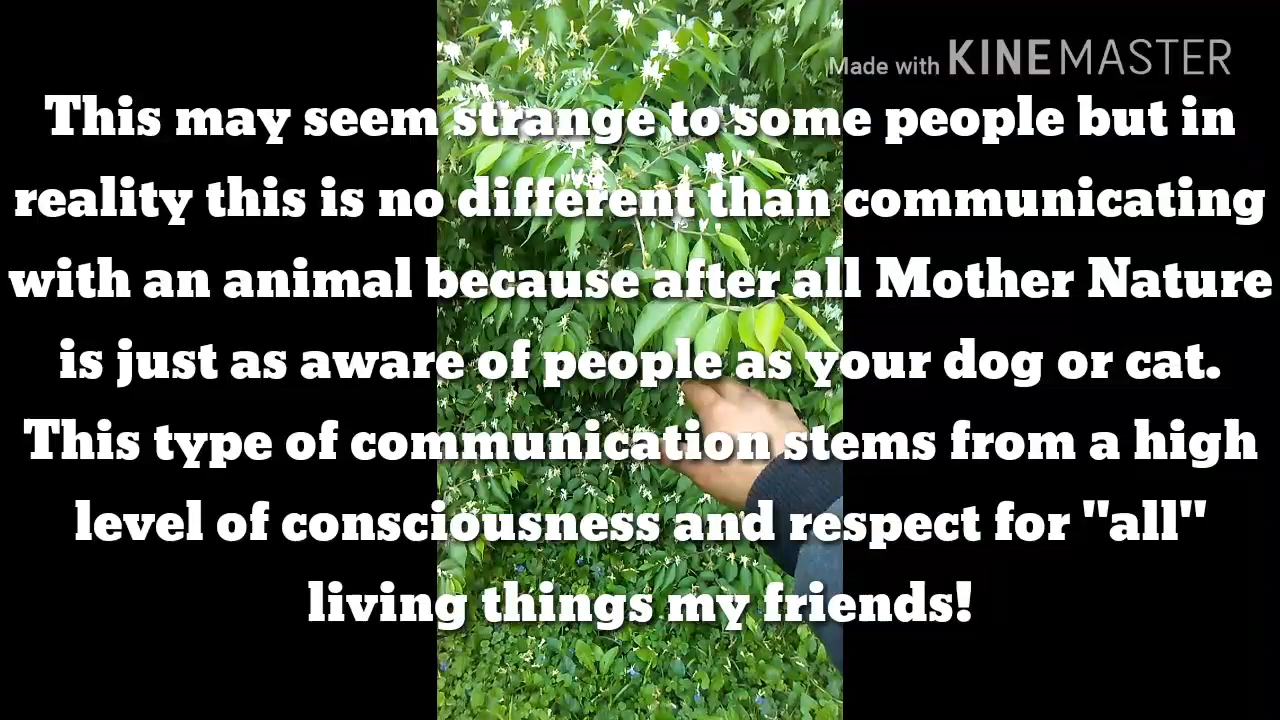 Made with KINEMASTER
This may seem strange to some people but in
reality this is no different than communicating
with an animal because after all Mother Nature
is just as aware of people as your dog or cat.
This type of communication stems from a high
level of consciousness and respect for "all"
living things my friends!